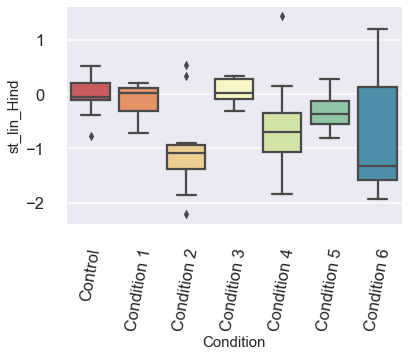 st_lin_Hind
1
0
−1
−2
Control
Condition 1
Condition 2
Condition 3
Condition 4
Condition 5
Condition 6
Condition